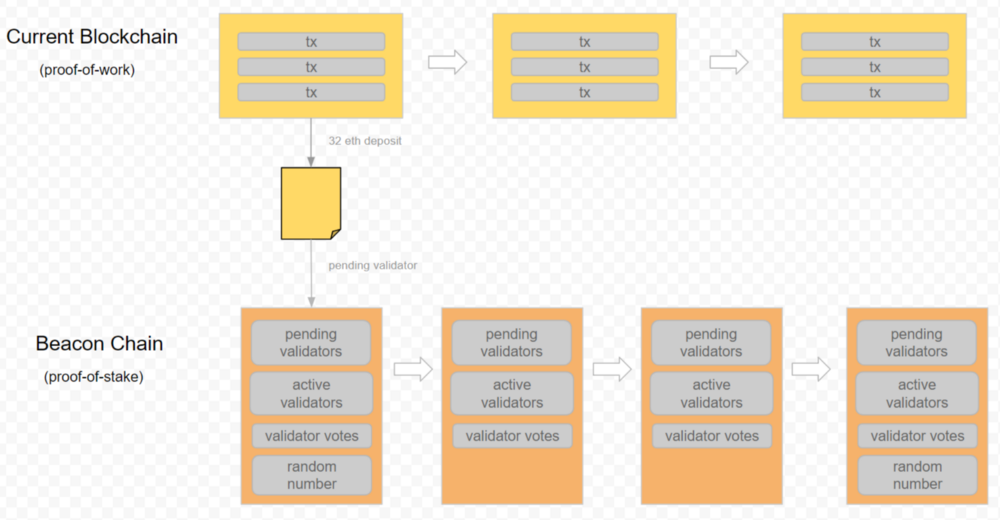 Current Blockchain
(proof-of-work)
tx
tx
tx
tx
tx
tx
tx
tx
tx
32 eth deposit
pending validator
Beacon Chain
(proof-of-stake)
pending
validators
active
validators
validator votes
random
number
pending
validators
active
validators
validator votes
pending
validators
active
validators
validator votes
pending
validators
active
validators
validator votes
random
number